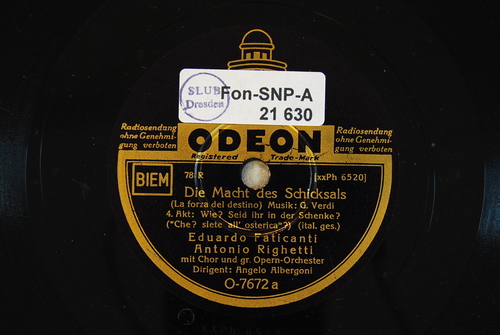 SLUB
Dresden
Fon-SNP-A
21 630
Radiosendung
ohne Genehmi-
gung verboten
ODEON
Radiosendung
ohne Genehmi-
gung verboten
Registered Trade-Mark
BIEM
78 R
[xxPh 6520]
Die Macht des Schicksals
(La forza del destino) Musik: G. Verdi
4. Akt: Wie? Seid ihr in der Schenke?
("Che? siete all' osterica"?) (ital. ges.)
Eduardo Faticanti
Antonio Righetti
mit Chor und gr. Opern-Orchester
Dirigent: Angelo Albergoni
O-7672 a